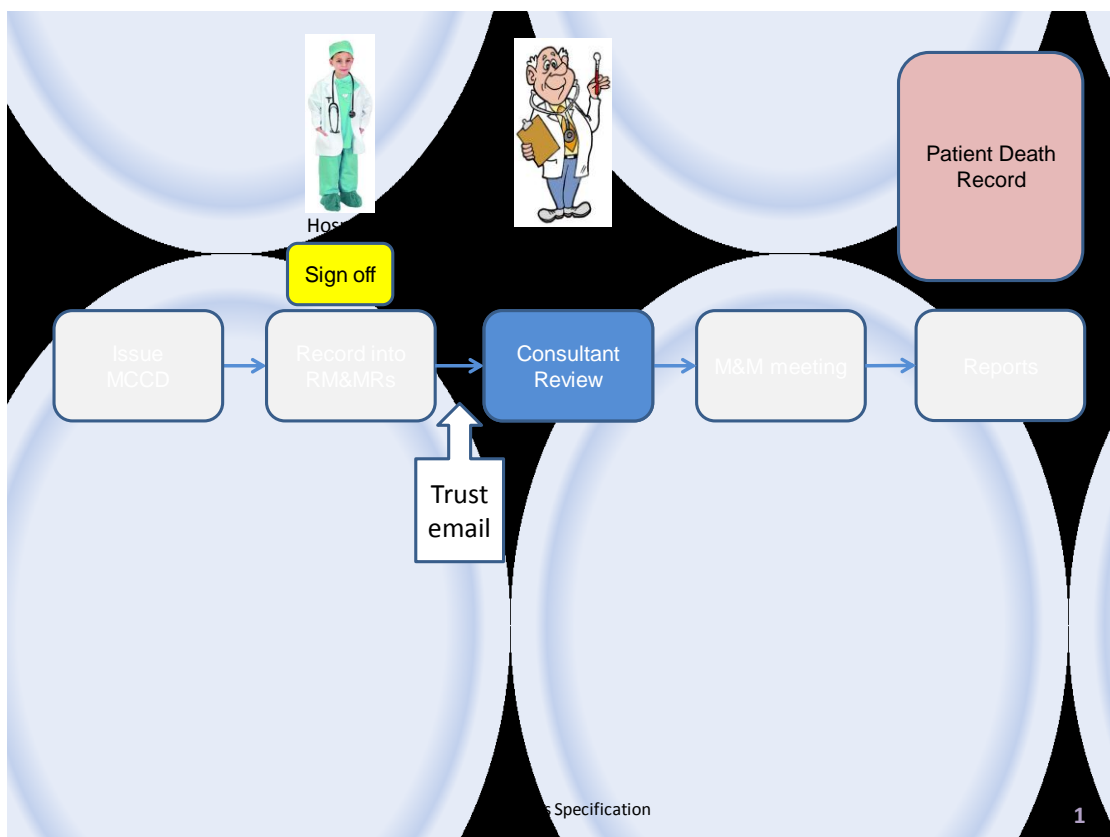 Patient Death
Record
Sign off
Issue
MCCD
Record into
RM&MRs
Consultant
Review
M&M meeting
Reports
Trust
email
Specification
1